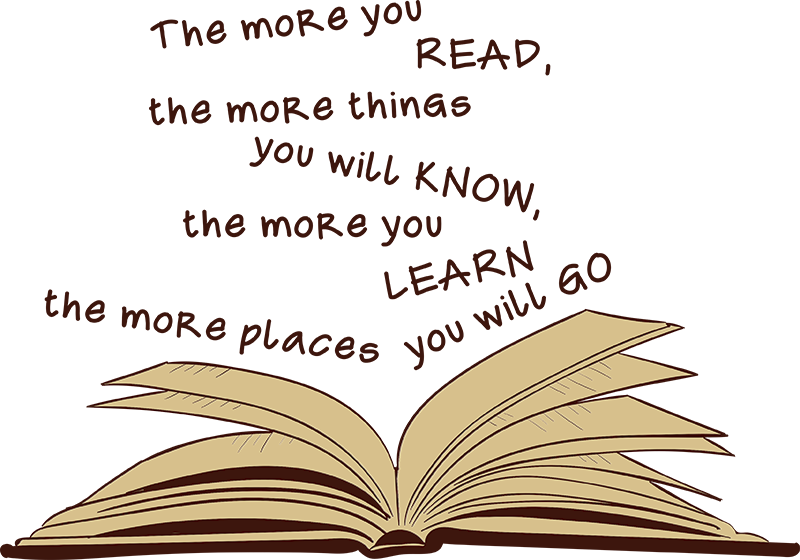 The more you
READ,
the more things
you will KNOW,
the more you
LEARN
the more places you will GO